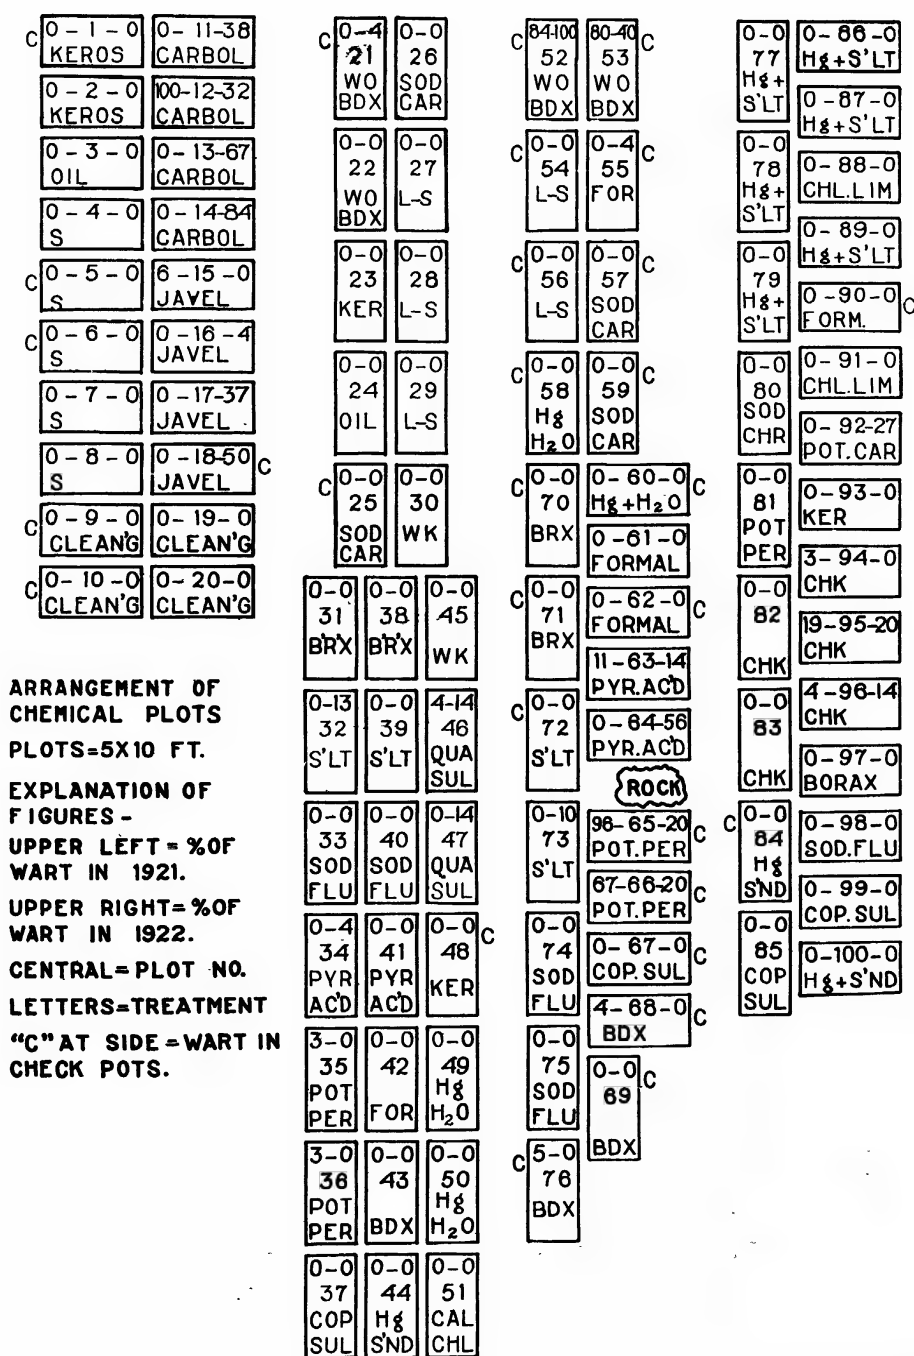 C
0 - 1 - 0
KEROS
0 - 11-38
CARBOL
0 - 2 - 0
KEROS
100-12-32
CARBOL
0 - 3 - 0
OIL
0 - 13-67
CARBOL
0 - 4 - 0
S
0 - 14-84
CARBOL
C
0 - 5 - 0
S
6 - 15 - 0
JAVEL
C
0 - 6 - 0
S
0 - 16 - 4
JAVEL
0 - 7 - 0
S
0 - 17-37
JAVEL
0 - 8 - 0
S
0 - 18-50
JAVEL
C
C
0 - 9 - 0
CLEAN'G
0 - 19 - 0
CLEAN'G
C
0 - 10 - 0
CLEAN'G
0 - 20-0
CLEAN'G
ARRANGEMENT OF
CHEMICAL PLOTS
PLOTS=5X10 FT.
EXPLANATION OF
FIGURES -
UPPER LEFT = %OF
WART IN 1921.
UPPER RIGHT=%OF
WART IN 1922.
CENTRAL=PLOT NO.
LETTERS=TREATMENT
"C" AT SIDE = WART IN
CHECK POTS.
C
0-4
21
WO
BDX
0-0
26
SOD
CAR
0-0
22
WO
BDX
0-0
27
L-S
0-0
23
KER
0-0
28
L-S
0-0
24
OIL
0-0
29
L-S
C
0-0
25
SOD
CAR
0-0
30
WK
0-0
31
BR'X
0-0
38
BR'X
0-0
45
WK
0-13
32
S'LT
0-0
39
S'LT
4-14
46
QUA
SUL
0-0
33
SOD
FLU
0-0
40
SOD
FLU
0-14
47
QUA
SUL
0-4
34
PYR
AC'D
0-0
41
PYR
AC'D
0-0
48
KER
C
3-0
35
POT
PER
0-0
42
FOR
0-0
49
Hg
H2O
3-0
36
POT
PER
0-0
43
BDX
0-0
50
Hg
H2O
0-0
37
COP
SUL
0-0
44
Hg
S'ND
0-0
51
CAL
CHL
C
84-100
52
WO
BDX
80-40
53
WO
BDX
C
C
0-0
54
L-S
0-4
55
FOR
C
C
0-0
56
L-S
0-0
57
SOD
CAR
C
C
0-0
58
Hg
H2O
0-0
59
SOD
CAR
C
C
0-0
70
BRX
0 - 60 - 0
Hg+H2O
C
0 - 61 - 0
FORMAL
C
0-0
71
BRX
0 - 62 - 0
FORMAL
C
11 - 63-14
PYR.AC'D
C
0-0
72
S'LT
0 - 64-56
PYR.AC'D
ROCK
0-10
73
S'LT
96-65-20
POT.PER
C
67-66-20
POT.PER
C
0-0
74
SOD
FLU
0 - 67 - 0
COP.SUL
C
4 - 68 - 0
BDX
C
0-0
75
SOD
FLU
0-0
69
BDX
C
C
5-0
76
BDX
0-0
77
Hg+
S'LT
0 - 86 - 0
Hg+S'LT
0 - 87 - 0
Hg+S'LT
0-0
78
Hg+
S'LT
0 - 88 - 0
CHL.LIM
0 - 89 - 0
Hg+S'LT
0-0
79
Hg+
S'LT
0 - 90 - 0
FORM.
C
0-0
80
SOD
CHR
0 - 91 - 0
CHL.LIM
0 - 92-27
POT.CAR
0-0
81
POT
PER
0 - 93 - 0
KER
3 - 94 - 0
CHK
0-0
82
CHK
19-95-20
CHK
4 - 96-14
CHK
0-0
83
CHK
0 - 97 - 0
BORAX
C
0-0
84
Hg
S'ND
0 - 98 - 0
SOD.FLU
0 - 99 - 0
COP.SUL
0-0
85
COP
SUL
0-100-0
Hg+S'ND